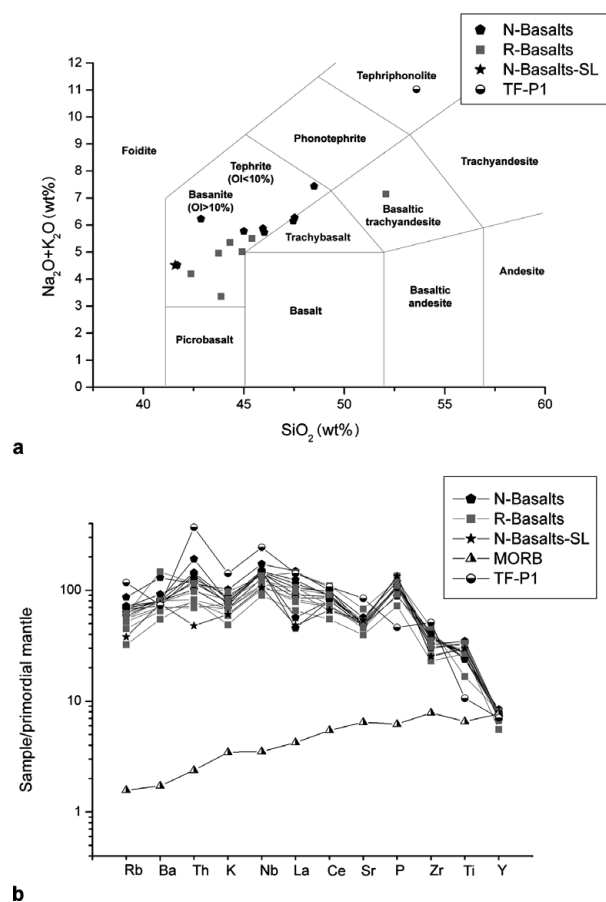 N-Basalts
R-Basalts
N-Basalts-SL
TF-P1
Na2O+K2O (wt%)
12
11
10
9
8
7
6
5
4
3
2
1
0
Tephriphonolite
Phonotephrite
Foidite
Tephrite
(Ol<10%)
Trachyandesite
Basanite
(Ol>10%)
Basaltic
trachyandesite
Trachybasalt
Andesite
Basalt
Basaltic
andesite
Picrobasalt
40
45
50
55
60
SiO2 (wt%)
a
N-Basalts
R-Basalts
N-Basalts-SL
MORB
TF-P1
Sample/primordial mantle
100
10
1
Rb Ba Th K Nb La Ce Sr P Zr Ti Y
b